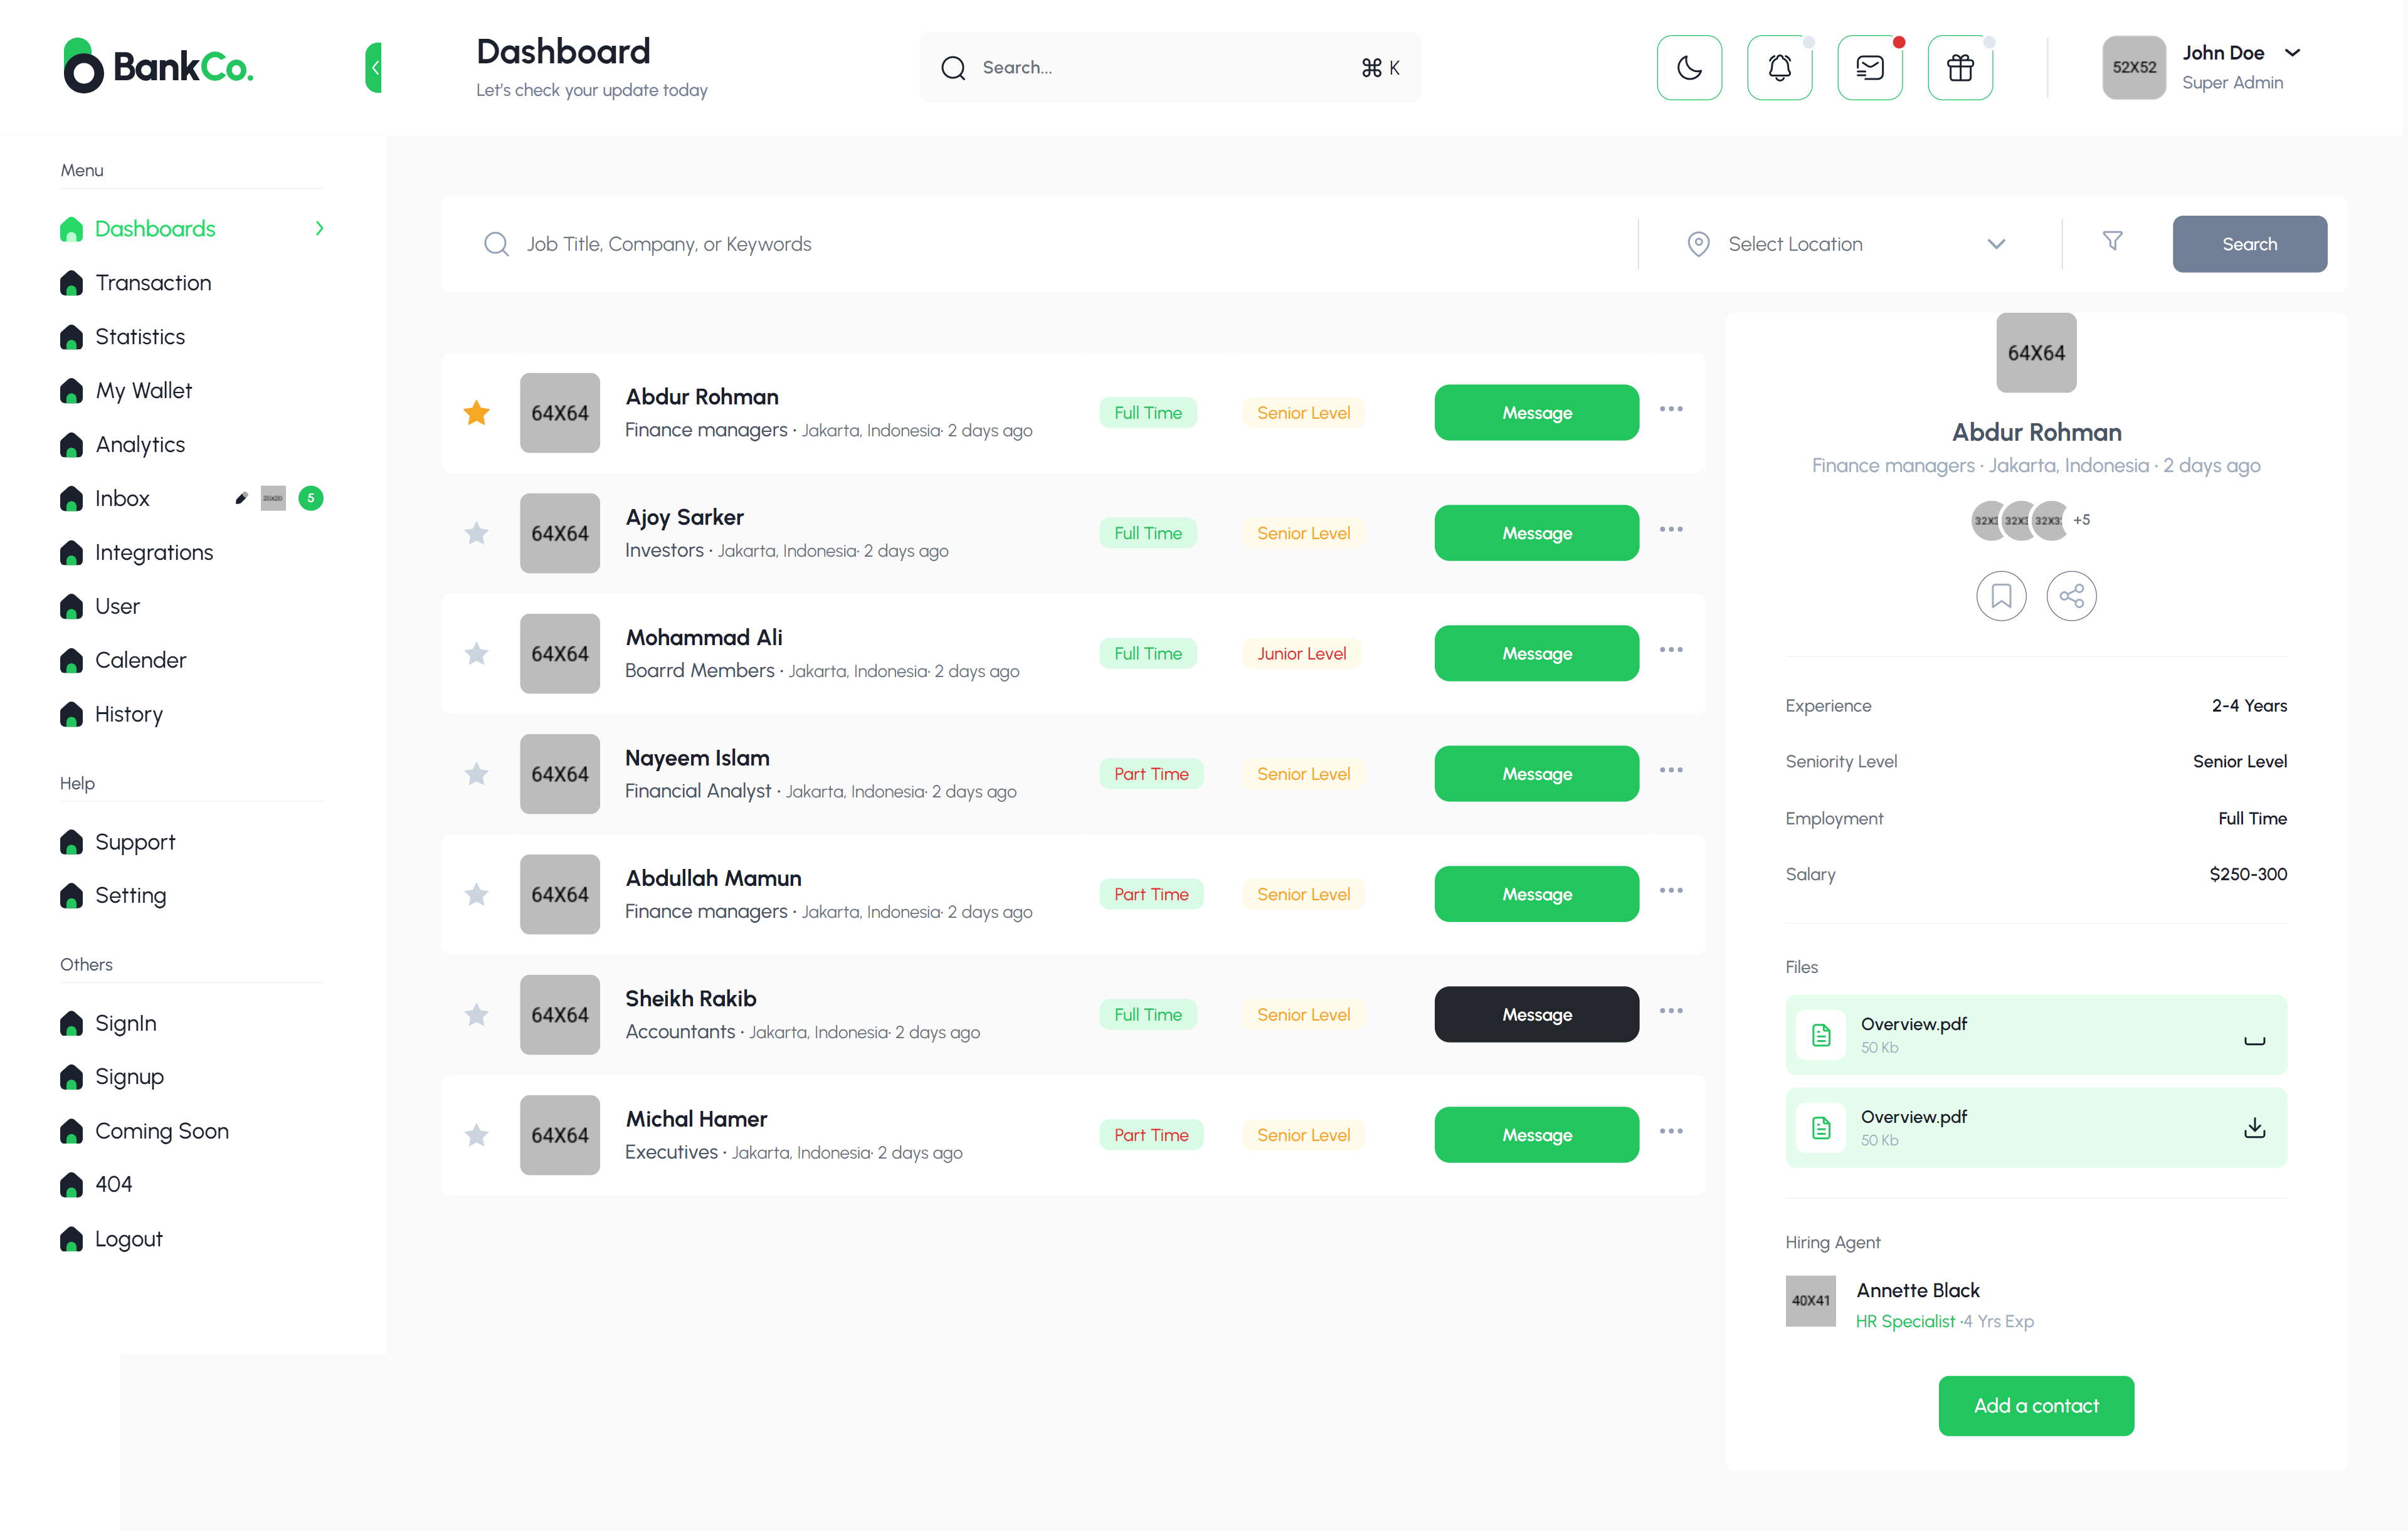 BankCo.
Dashboard
Let's check your update today
Search...
⌘ K
52X52
John Doe
Super Admin
Menu
Dashboards
Transaction
Statistics
My Wallet
Analytics
Inbox
20X20
5
Integrations
User
Calender
History
Help
Support
Setting
Others
SignIn
Signup
Coming Soon
404
Logout
Job Title, Company, or Keywords
Select Location
Search
64X64
Abdur Rohman
Finance managers · Jakarta, Indonesia· 2 days ago
Full Time
Senior Level
Message
64X64
Ajoy Sarker
Investors · Jakarta, Indonesia· 2 days ago
Full Time
Senior Level
Message
64X64
Mohammad Ali
Boarrd Members · Jakarta, Indonesia· 2 days ago
Full Time
Junior Level
Message
64X64
Nayeem Islam
Financial Analyst · Jakarta, Indonesia· 2 days ago
Part Time
Senior Level
Message
64X64
Abdullah Mamun
Finance managers · Jakarta, Indonesia· 2 days ago
Part Time
Senior Level
Message
64X64
Sheikh Rakib
Accountants · Jakarta, Indonesia· 2 days ago
Full Time
Senior Level
Message
64X64
Michal Hamer
Executives · Jakarta, Indonesia· 2 days ago
Part Time
Senior Level
Message
64X64
Abdur Rohman
Finance managers · Jakarta, Indonesia · 2 days ago
+5
Experience
2-4 Years
Seniority Level
Senior Level
Employment
Full Time
Salary
$250-300
Files
Overview.pdf
50 Kb
Overview.pdf
50 Kb
Hiring Agent
40X41
Annette Black
HR Specialist ·4 Yrs Exp
Add a contact